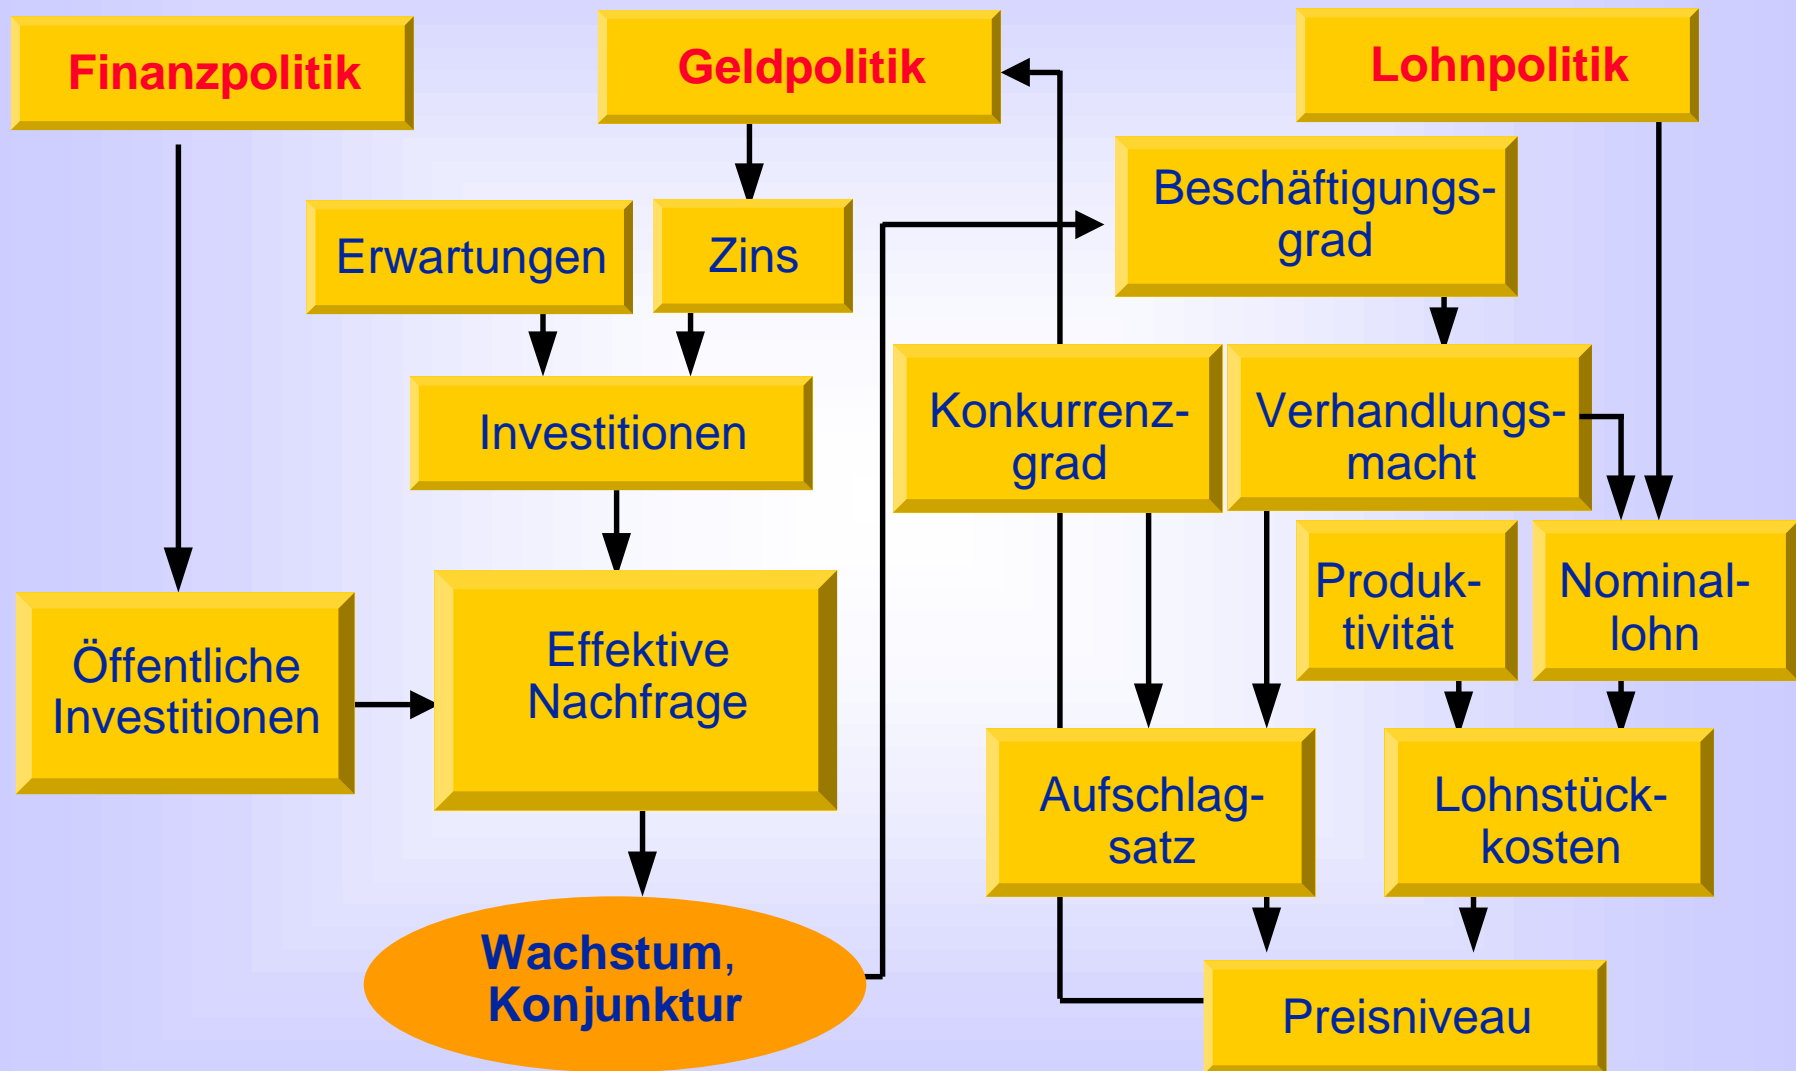 Finanzpolitik
Geldpolitik
Lohnpolitik
Beschäftigungs-
grad
Erwartungen
Zins
Investitionen
Konkurrenz-
grad
Verhandlungs-
macht
Produk-
tivität
Nominal-
lohn
Öffentliche
Investitionen
Effektive
Nachfrage
Aufschlag-
satz
Lohnstück-
kosten
Wachstum,
Konjunktur
Preisniveau